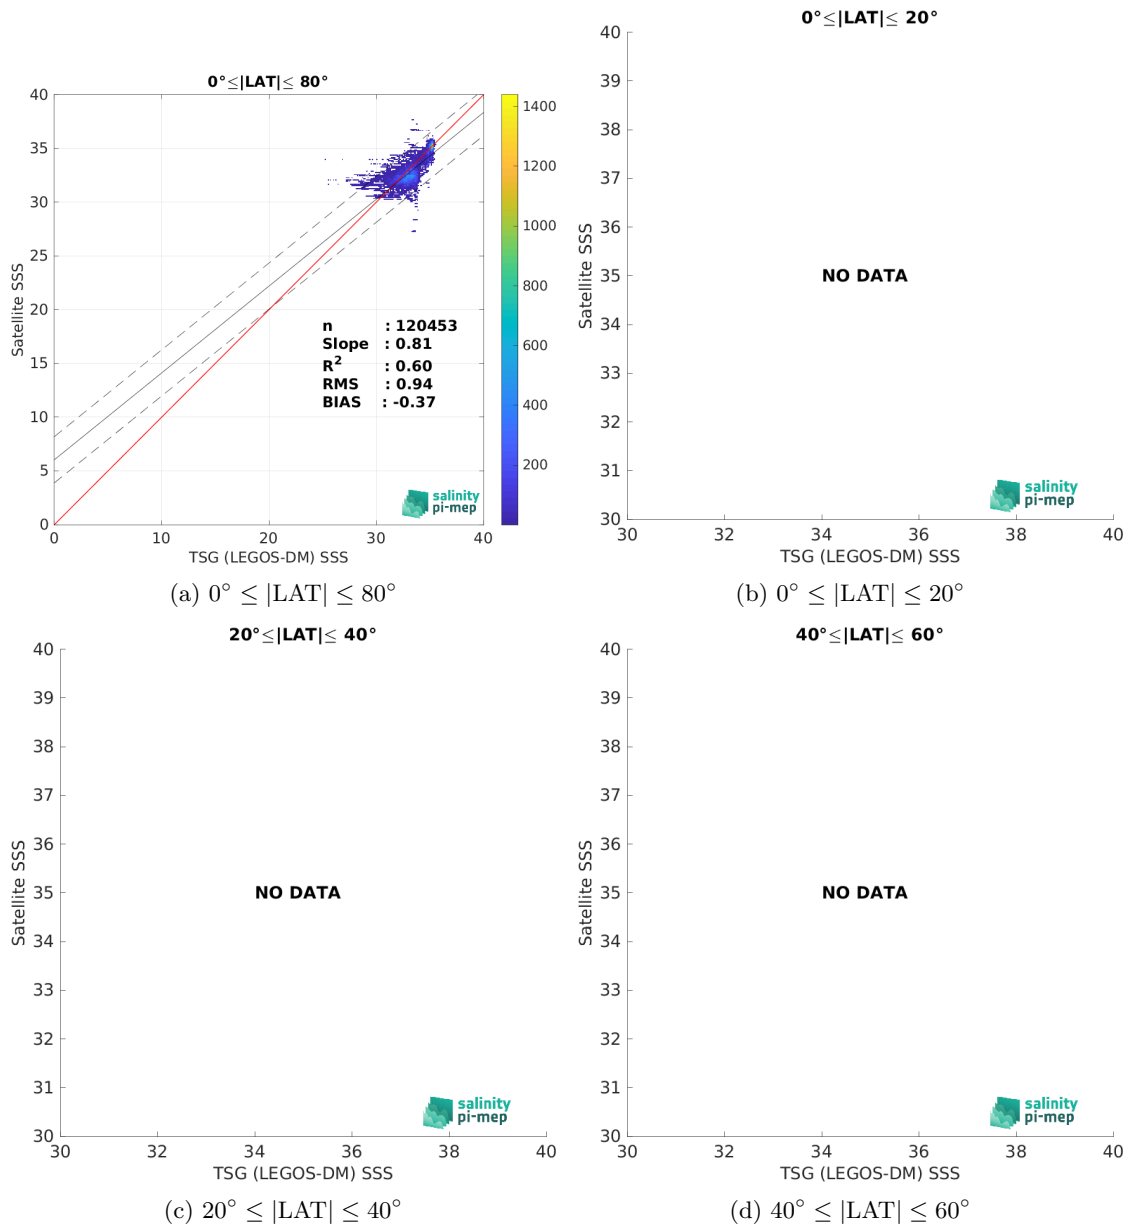 0°≤|LAT|≤ 80°
40
35
30
25
20
15
10
5
0
Satellite SSS
0
10
20
30
40
TSG (LEGOS-DM) SSS
1400
1200
1000
800
600
400
200
n : 120453
Slope : 0.81
R² : 0.60
RMS : 0.94
BIAS : -0.37
salinity
pi-mep
(a) 0° ≤ |LAT| ≤ 80°
0°≤|LAT|≤ 20°
40
39
38
37
36
35
34
33
32
31
30
Satellite SSS
NO DATA
30
32
34
36
38
40
TSG (LEGOS-DM) SSS
salinity
pi-mep
(b) 0° ≤ |LAT| ≤ 20°
20°≤|LAT|≤ 40°
40
39
38
37
36
35
34
33
32
31
30
Satellite SSS
NO DATA
30
32
34
36
38
40
TSG (LEGOS-DM) SSS
salinity
pi-mep
(c) 20° ≤ |LAT| ≤ 40°
40°≤|LAT|≤ 60°
40
39
38
37
36
35
34
33
32
31
30
Satellite SSS
NO DATA
30
32
34
36
38
40
TSG (LEGOS-DM) SSS
salinity
pi-mep
(d) 40° ≤ |LAT| ≤ 60°